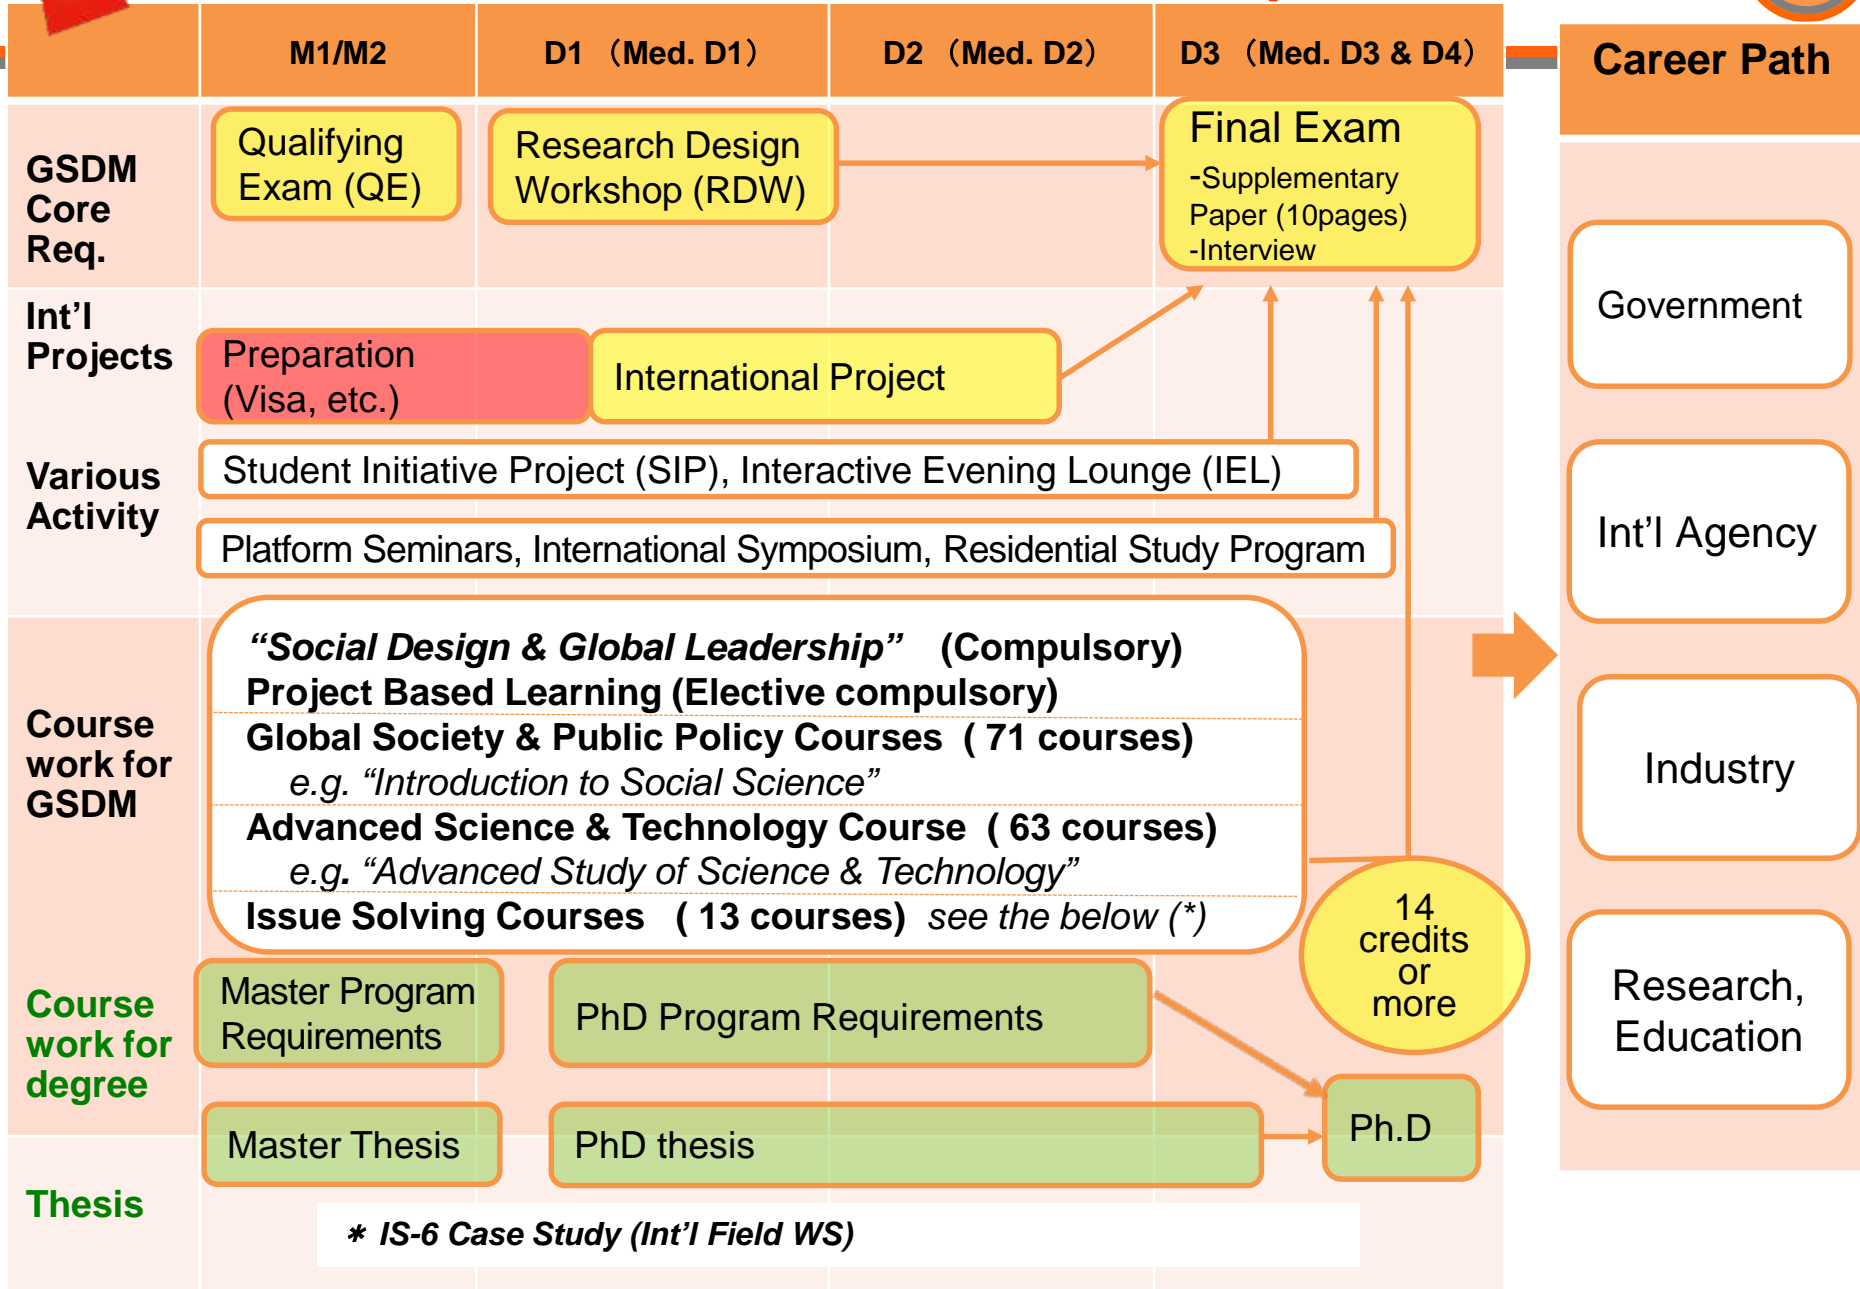 M1/M2
D1 （Med. D1）
D2 （Med. D2）
D3 （Med. D3 & D4）
Career Path
GSDM
Core
Req.
Qualifying
Exam (QE)
Research Design
Workshop (RDW)
Final Exam
-Supplementary
Paper (10pages)
-Interview
Int’l
Projects
Preparation
(Visa, etc.)
International Project
Various
Activity
Student Initiative Project (SIP), Interactive Evening Lounge (IEL)
Platform Seminars, International Symposium, Residential Study Program
Course
work for
GSDM
“Social Design & Global Leadership” (Compulsory)
Project Based Learning (Elective compulsory)
Global Society & Public Policy Courses ( 71 courses)
e.g. “Introduction to Social Science”
Advanced Science & Technology Course ( 63 courses)
e.g. “Advanced Study of Science & Technology”
Issue Solving Courses ( 13 courses) see the below (*)
14
credits
or
more
Course
work for
degree
Master Program
Requirements
PhD Program Requirements
Thesis
Master Thesis
PhD thesis
Ph.D
* IS-6 Case Study (Int’l Field WS)
Government
Int’l Agency
Industry
Research,
Education